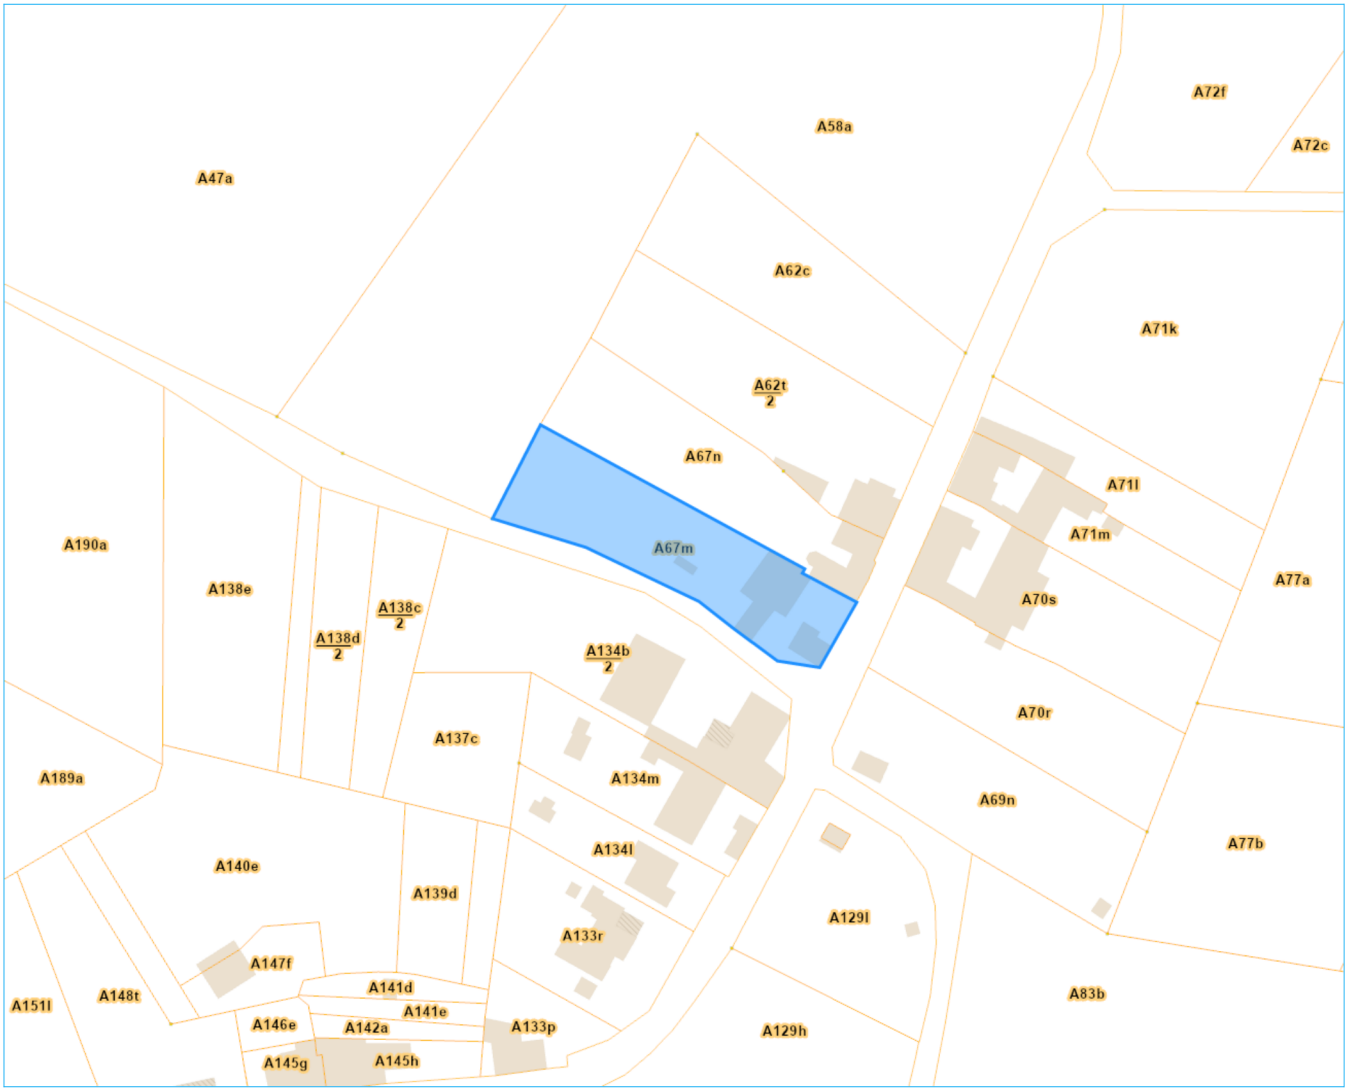 A72f
A58a
A72c
A47a
A62c
A71k
A62t
2
A67n
A71l
A71m
A190a
A67m
A77a
A138e
A70s
A138c
2
A138d
2
A134b
2
A70r
A137c
A189a
A134m
A69n
A77b
A134l
A140e
A139d
A129l
A133r
A147f
A141d
A83b
A148t
A151l
A141e
A146e
A142a
A133p
A129h
A145g
A145h